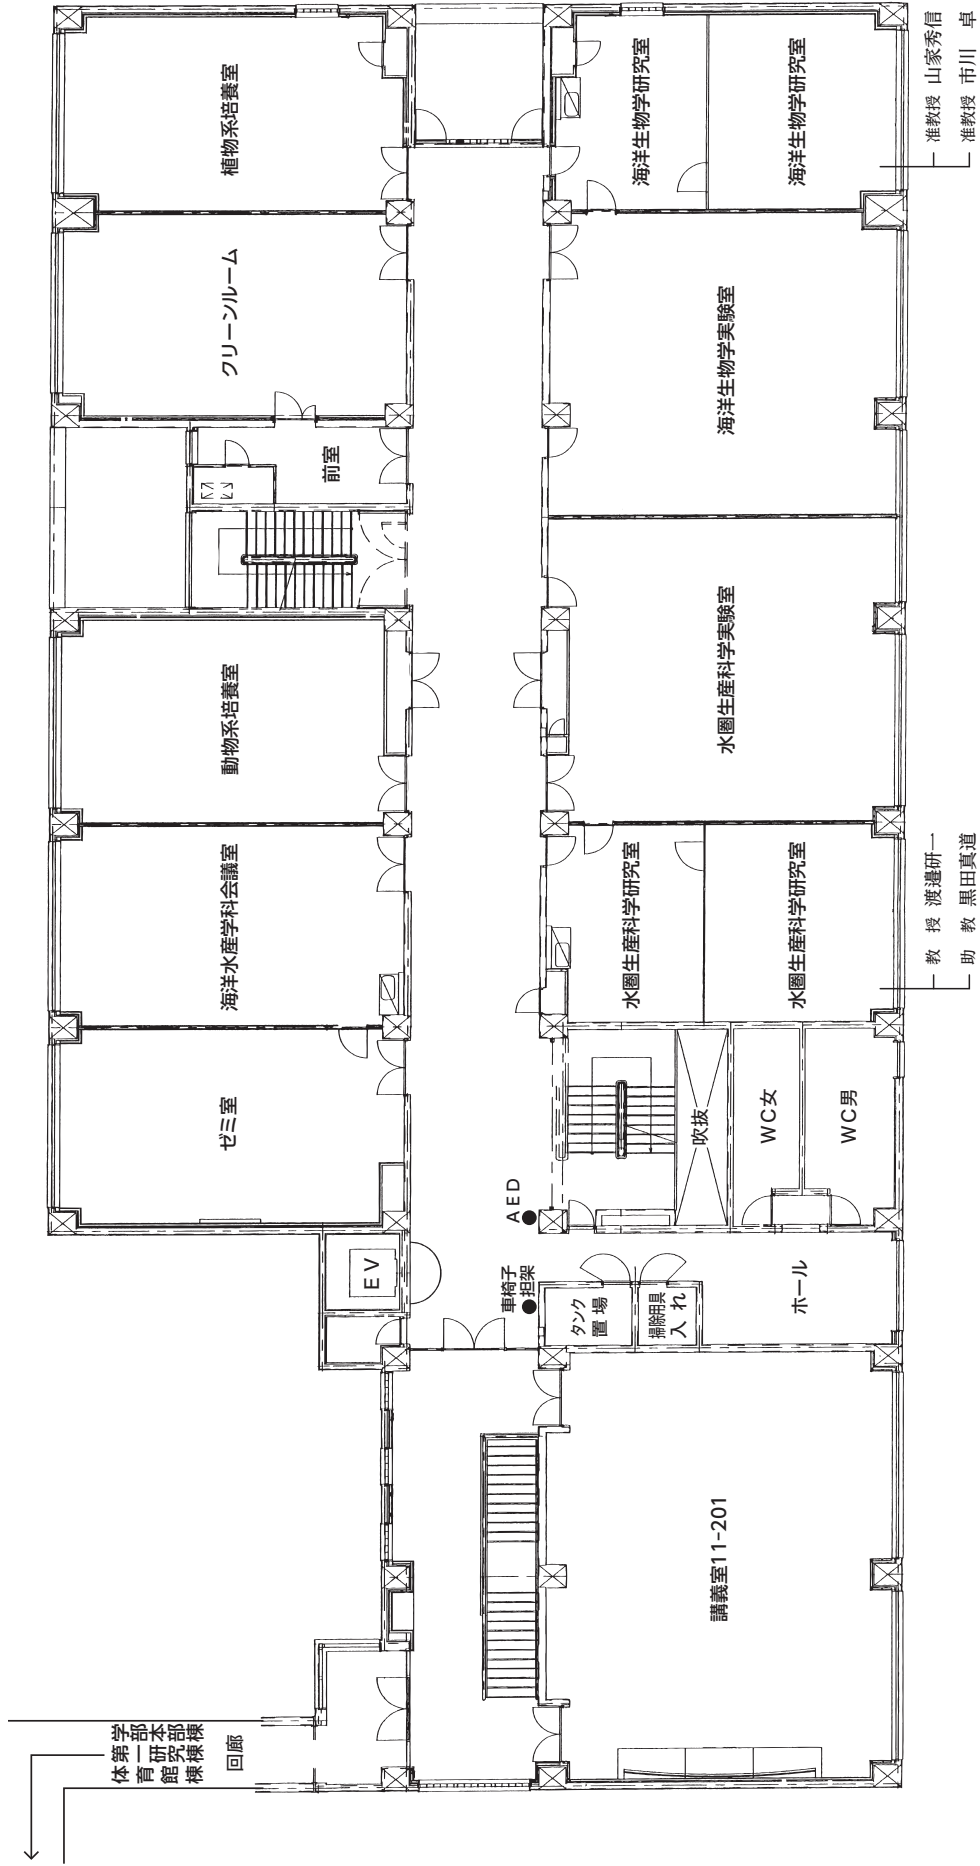 学部本部棟
第一研究棟
体育館
回廊
ゼミ室
海洋水産学科会議室
動物系培養室
前室
クリーンルーム
植物系培養室
EV
車椅子
担架
AED
タンク
置場
掃除用具
入れ
ホール
講義室11-201
吹抜
WC女
WC男
水圏生産科学研究室
水圏生産科学研究室
水圏生産科学実験室
海洋生物学実験室
海洋生物学研究室
海洋生物学研究室
教 授 渡邉研一
助 教 黒田真道
准教授 山家秀信
准教授 市川 卓